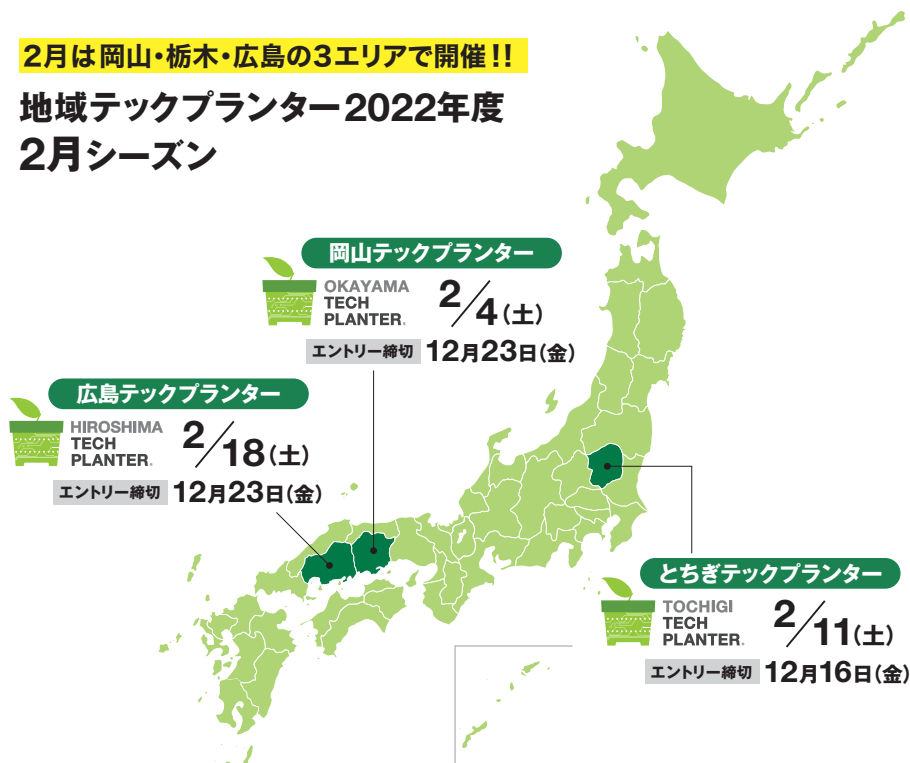 2月は岡山・栃木・広島の3エリアで開催!!
地域テックプランター2022年度
2月シーズン
岡山テックプランター
OKAYAMA
TECH
PLANTER.
2/4(土)
エントリー締切 12月23日(金)
広島テックプランター
HIROSHIMA
TECH
PLANTER.
2/18(土)
エントリー締切 12月23日(金)
とちぎテックプランター
TOCHIGI
TECH
PLANTER.
2/11(土)
エントリー締切 12月16日(金)